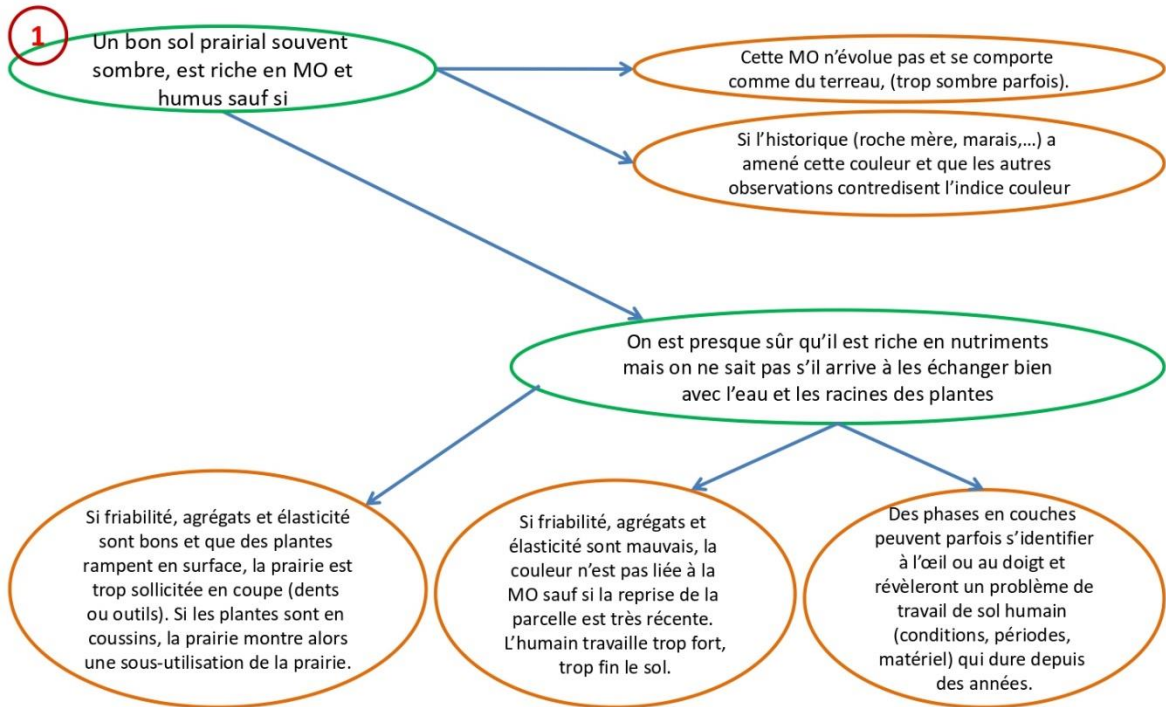 1
Un bon sol prairial souvent
sombre, est riche en MO et
humus sauf si
Cette MO n’évolue pas et se comporte
comme du terreau, (trop sombre parfois).
Si l’historique (roche mère, marais,...) a
amené cette couleur et que les autres
observations contredisent l’indice couleur
On est presque sûr qu’il est riche en nutriments
mais on ne sait pas s’il arrive à les échanger bien
avec l’eau et les racines des plantes
Si friabilité, agrégats et élasticité
sont bons et que des plantes
rampent en surface, la prairie est
trop sollicitée en coupe (dents
ou outils). Si les plantes sont en
coussins, la prairie montre alors
une sous-utilisation de la prairie.
Si friabilité, agrégats et
élasticité sont mauvais, la
couleur n’est pas liée à la
MO sauf si la reprise de la
parcelle est très récente.
L’humain travaille trop fort,
trop fin le sol.
Des phases en couches
peuvent parfois s’identifier
à l’œil ou au doigt et
révèleront un problème de
travail de sol humain
(conditions, périodes,
matériel) qui dure depuis
des années.